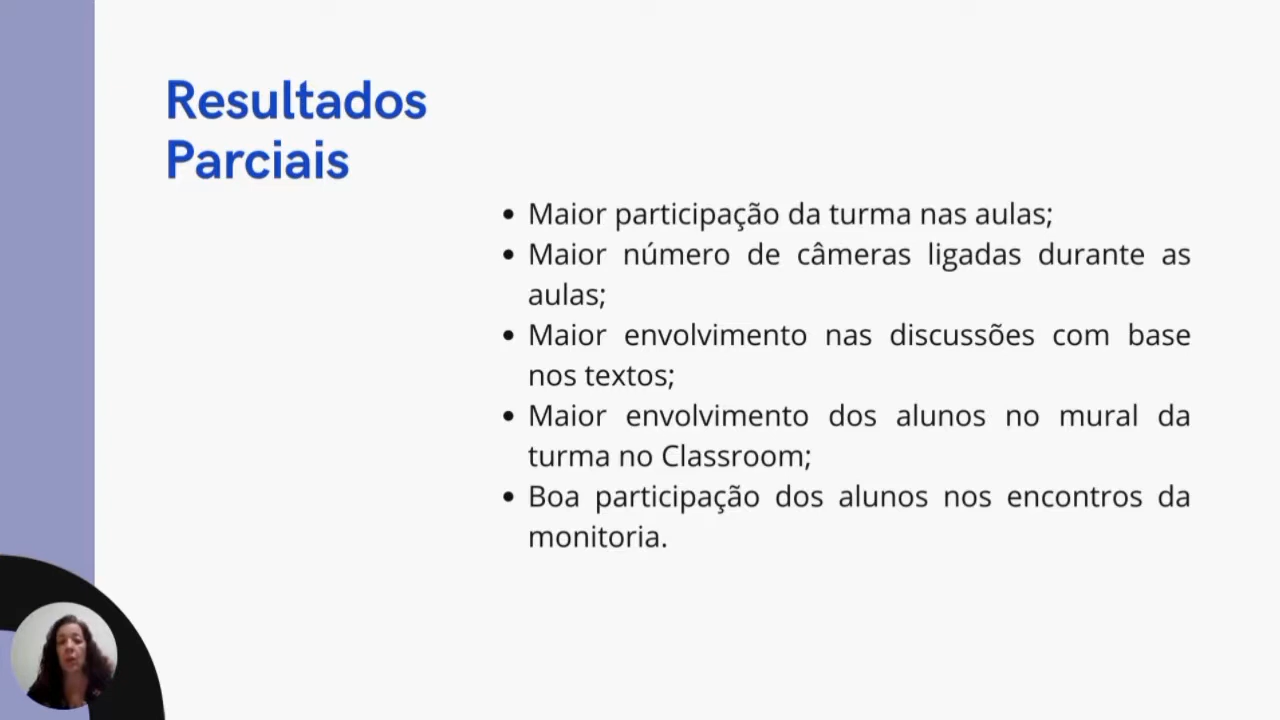 Resultados
Parciais
• Maior participação da turma nas aulas;
• Maior número de câmeras ligadas durante as
aulas;
• Maior envolvimento nas discussões com base
nos textos;
• Maior envolvimento dos alunos no mural da
turma no Classroom;
• Boa participação dos alunos nos encontros da
monitoria.